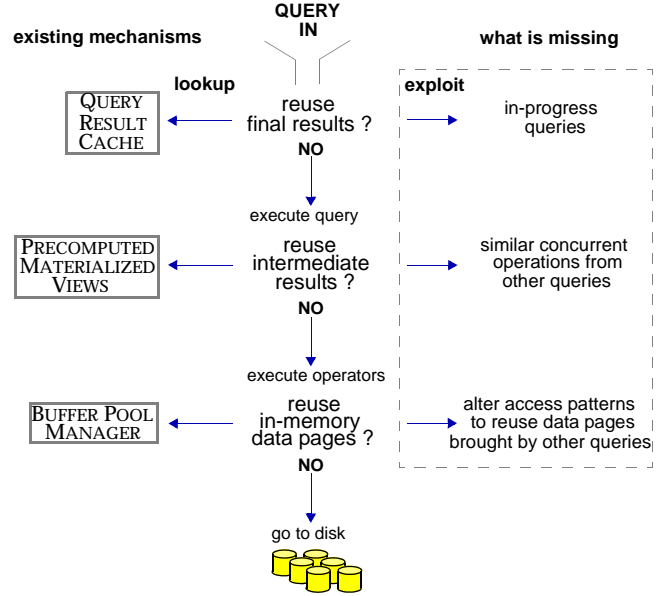 QUERY
IN
existing mechanisms
what is missing
lookup
exploit
QUERY
RESULT
CACHE
reuse
final results ?
in-progress
queries
NO
execute query
PRECOMPUTED
MATERIALIZED
VIEWS
reuse
intermediate
results ?
similar concurrent
operations from
other queries
NO
execute operators
BUFFER POOL
MANAGER
reuse
in-memory
data pages ?
alter access patterns
to reuse data pages
brought by other queries
NO
go to disk